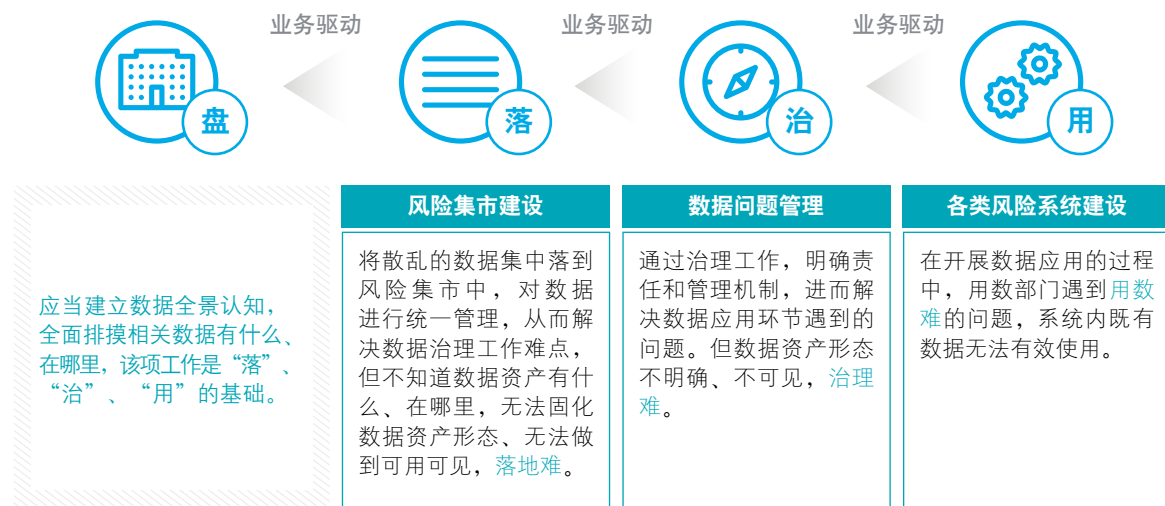 业务驱动
业务驱动
业务驱动
盘
落
治
用
应当建立数据全景认知，
全面排摸相关数据有什么、
在哪里，该项工作是“落”、
“治”、“用”的基础。
风险集市建设
将散乱的数据集中落到
风险集市中，对数据
进行统一管理，从而解
决数据治理工作难点，
但不知道数据资产有什
么、在哪里，无法固化
数据资产形态、无法做
到可用可见，落地难。
数据问题管理
通过治理工作，明确责
任和管理机制，进而解
决数据应用环节遇到的
问题。但数据资产形态
不明确、不可见，治理
难。
各类风险系统建设
在开展数据应用的过程
中，用数部门遇到用数
难的问题，系统内既有
数据无法有效使用。